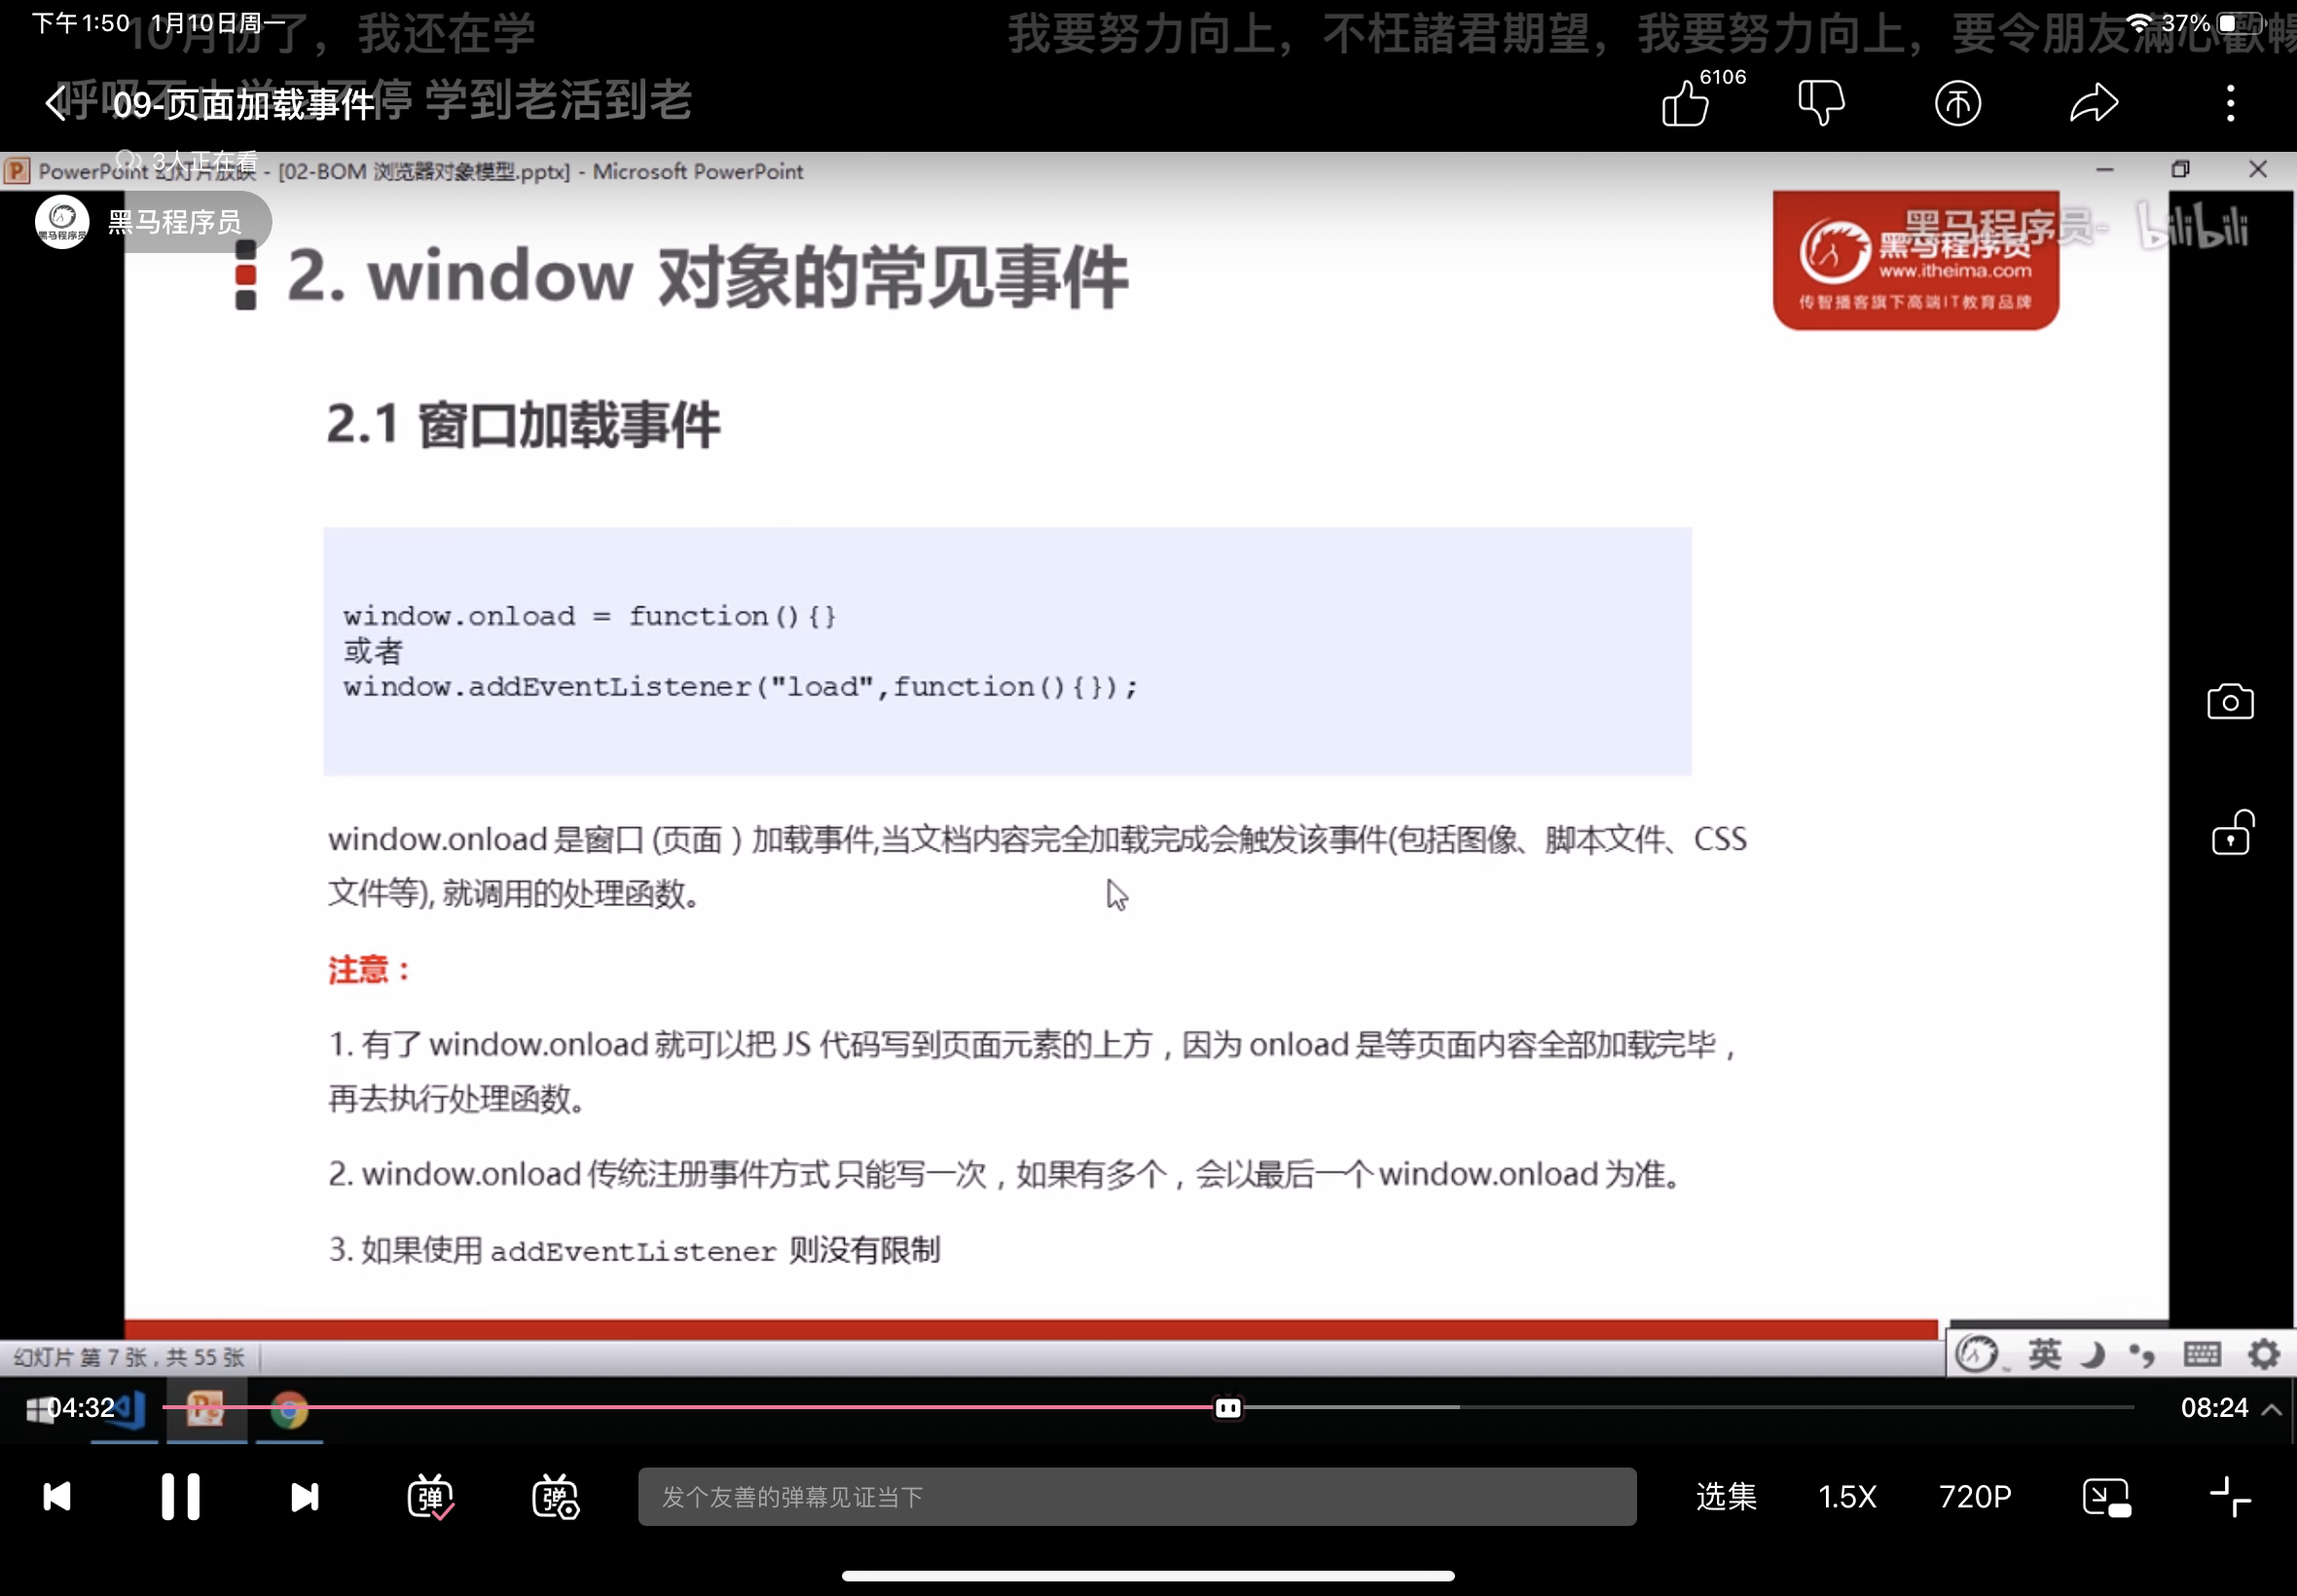 下午1:50 1月10日周一
37%
10月份了，我还在学
我要努力向上，不枉諸君期望，我要努力向上，要令朋友滿心歡暢
学到老活到老
09-页面加载事件
6106
3人正在看
PowerPoint 幻灯片放映 - [02-BOM 浏览器对象模型.pptx] - Microsoft PowerPoint
黑马程序员
黑马程序员- bilibili
黑马程序员
www.itheima.com
传智播客旗下高端IT教育品牌
2. window 对象的常见事件
2.1 窗口加载事件
window.onload = function(){}
或者
window.addEventListener("load",function(){});
window.onload 是窗口 (页面 ) 加载事件,当文档内容完全加载完成会触发该事件(包括图像、脚本文件、CSS
文件等), 就调用的处理函数。
注意：
1. 有了 window.onload 就可以把 JS 代码写到页面元素的上方，因为 onload 是等页面内容全部加载完毕，
再去执行处理函数。
2. window.onload 传统注册事件方式 只能写一次，如果有多个，会以最后一个 window.onload 为准。
3. 如果使用 addEventListener 则没有限制
幻灯片 第 7 张，共 55 张
英
04:32
08:24
弹
弹
发个友善的弹幕见证当下
选集
1.5X
720P